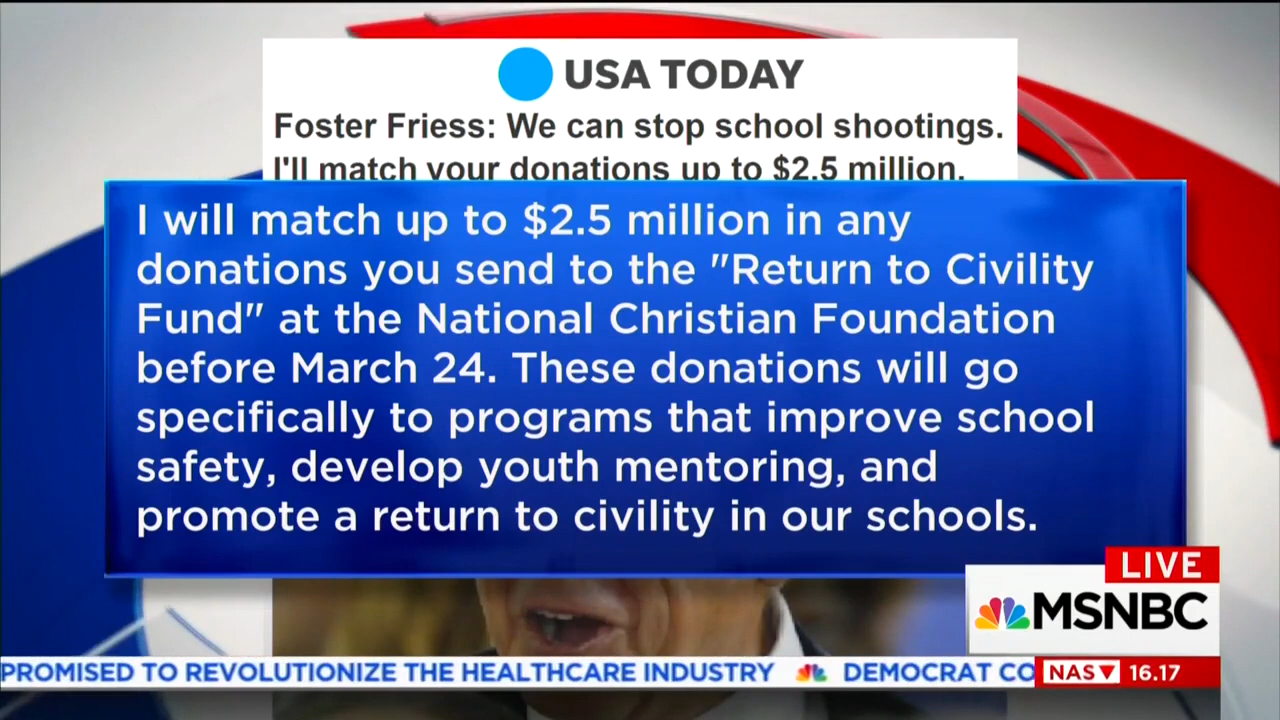 USA TODAY
Foster Friess: We can stop school shootings.
I'll match your donations up to $2.5 million.
I will match up to $2.5 million in any
donations you send to the "Return to Civility
Fund" at the National Christian Foundation
before March 24. These donations will go
specifically to programs that improve school
safety, develop youth mentoring, and
promote a return to civility in our schools.
LIVE
MSNBC
PROMISED TO REVOLUTIONIZE THE HEALTHCARE INDUSTRY DEMOCRAT CO
NAS▼ 16.17